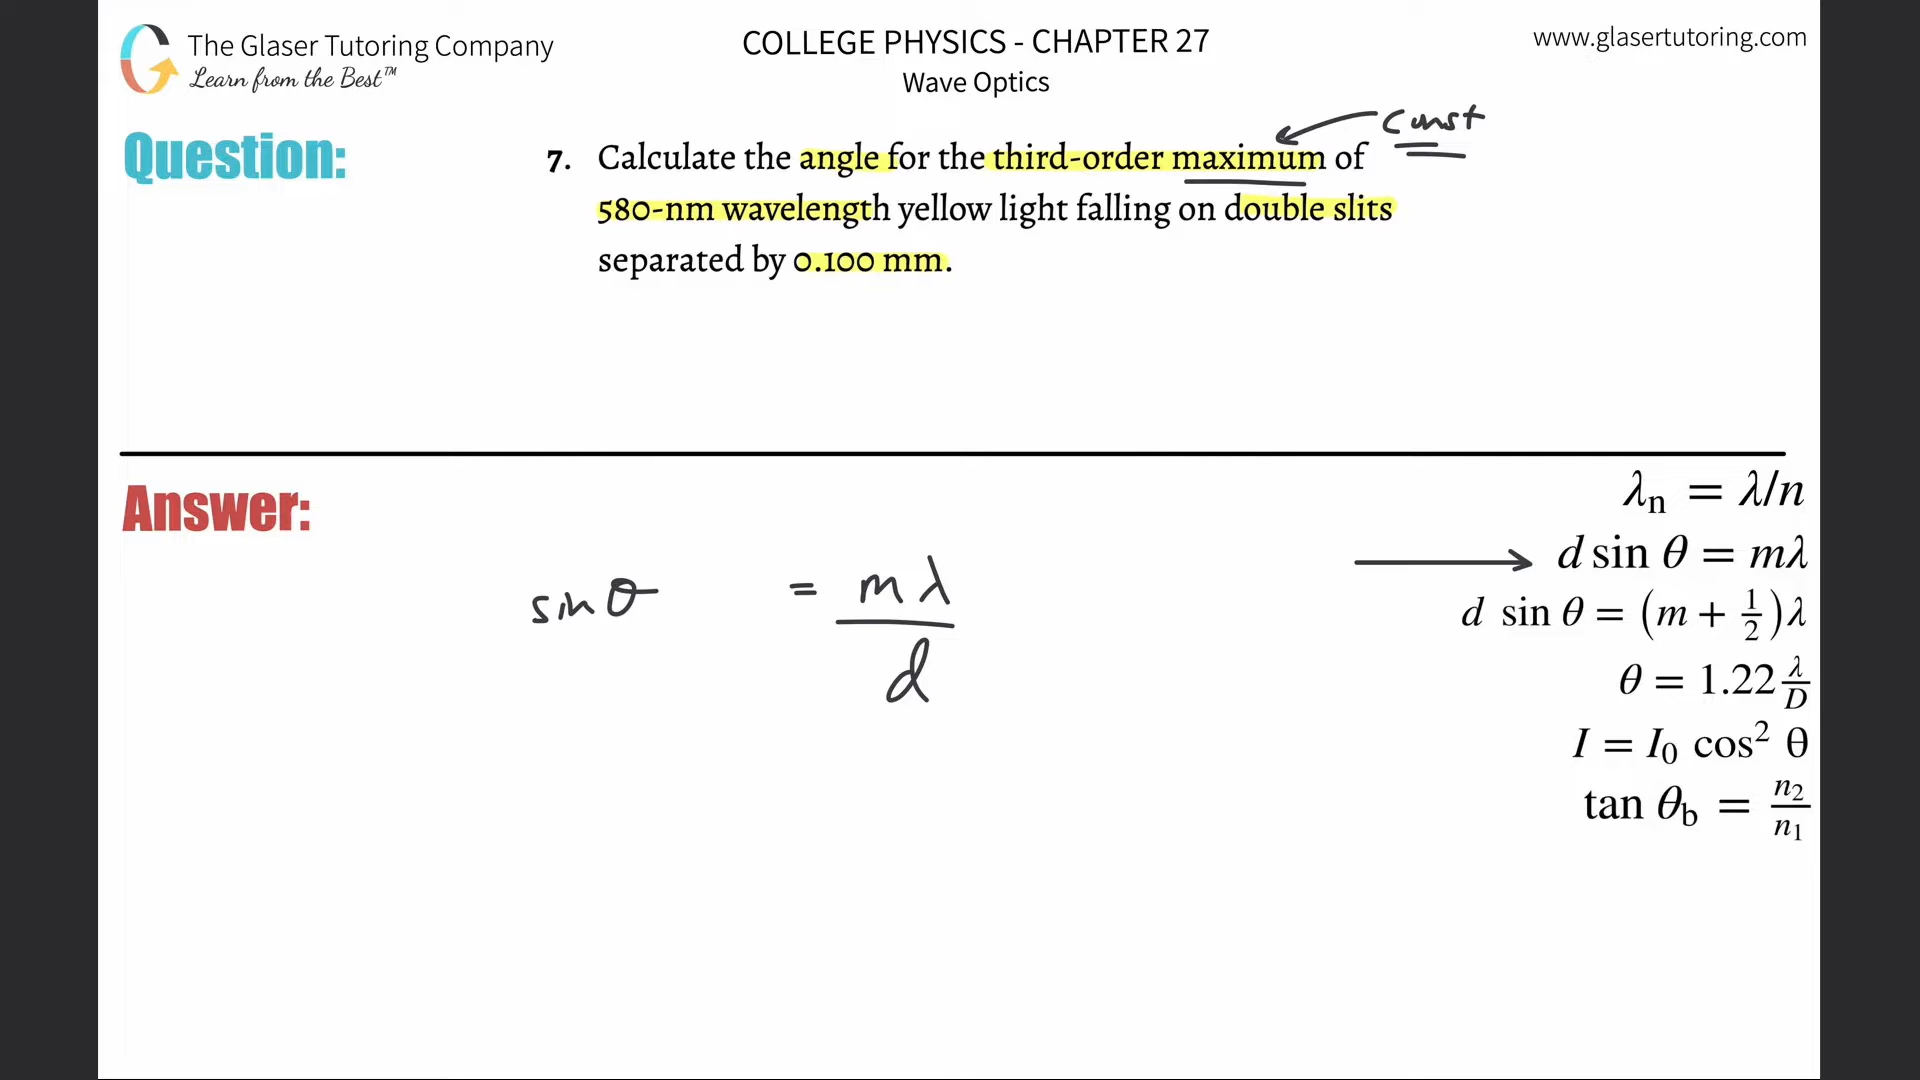 The Glaser Tutoring Company
Learn from the Best™
COLLEGE PHYSICS - CHAPTER 27
Wave Optics
www.glasertutoring.com
Question:
const
7. Calculate the angle for the third-order maximum of
580-nm wavelength yellow light falling on double slits
separated by 0.100 mm.
Answer:
sin θ = mλ / d
λn = λ/n
d sin θ = mλ
d sin θ = (m + 1/2)λ
θ = 1.22 λ/D
I = I₀ cos² θ
tan θb = n₂/n₁